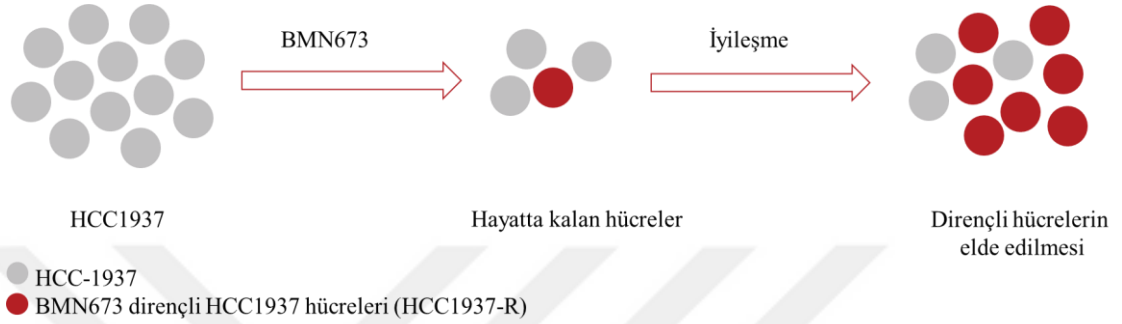 BMN673
İyileşme
HCC1937
Hayatta kalan hücreler
Dirençli hücrelerin
elde edilmesi
HCC-1937
BMN673 dirençli HCC1937 hücreleri (HCC1937-R)